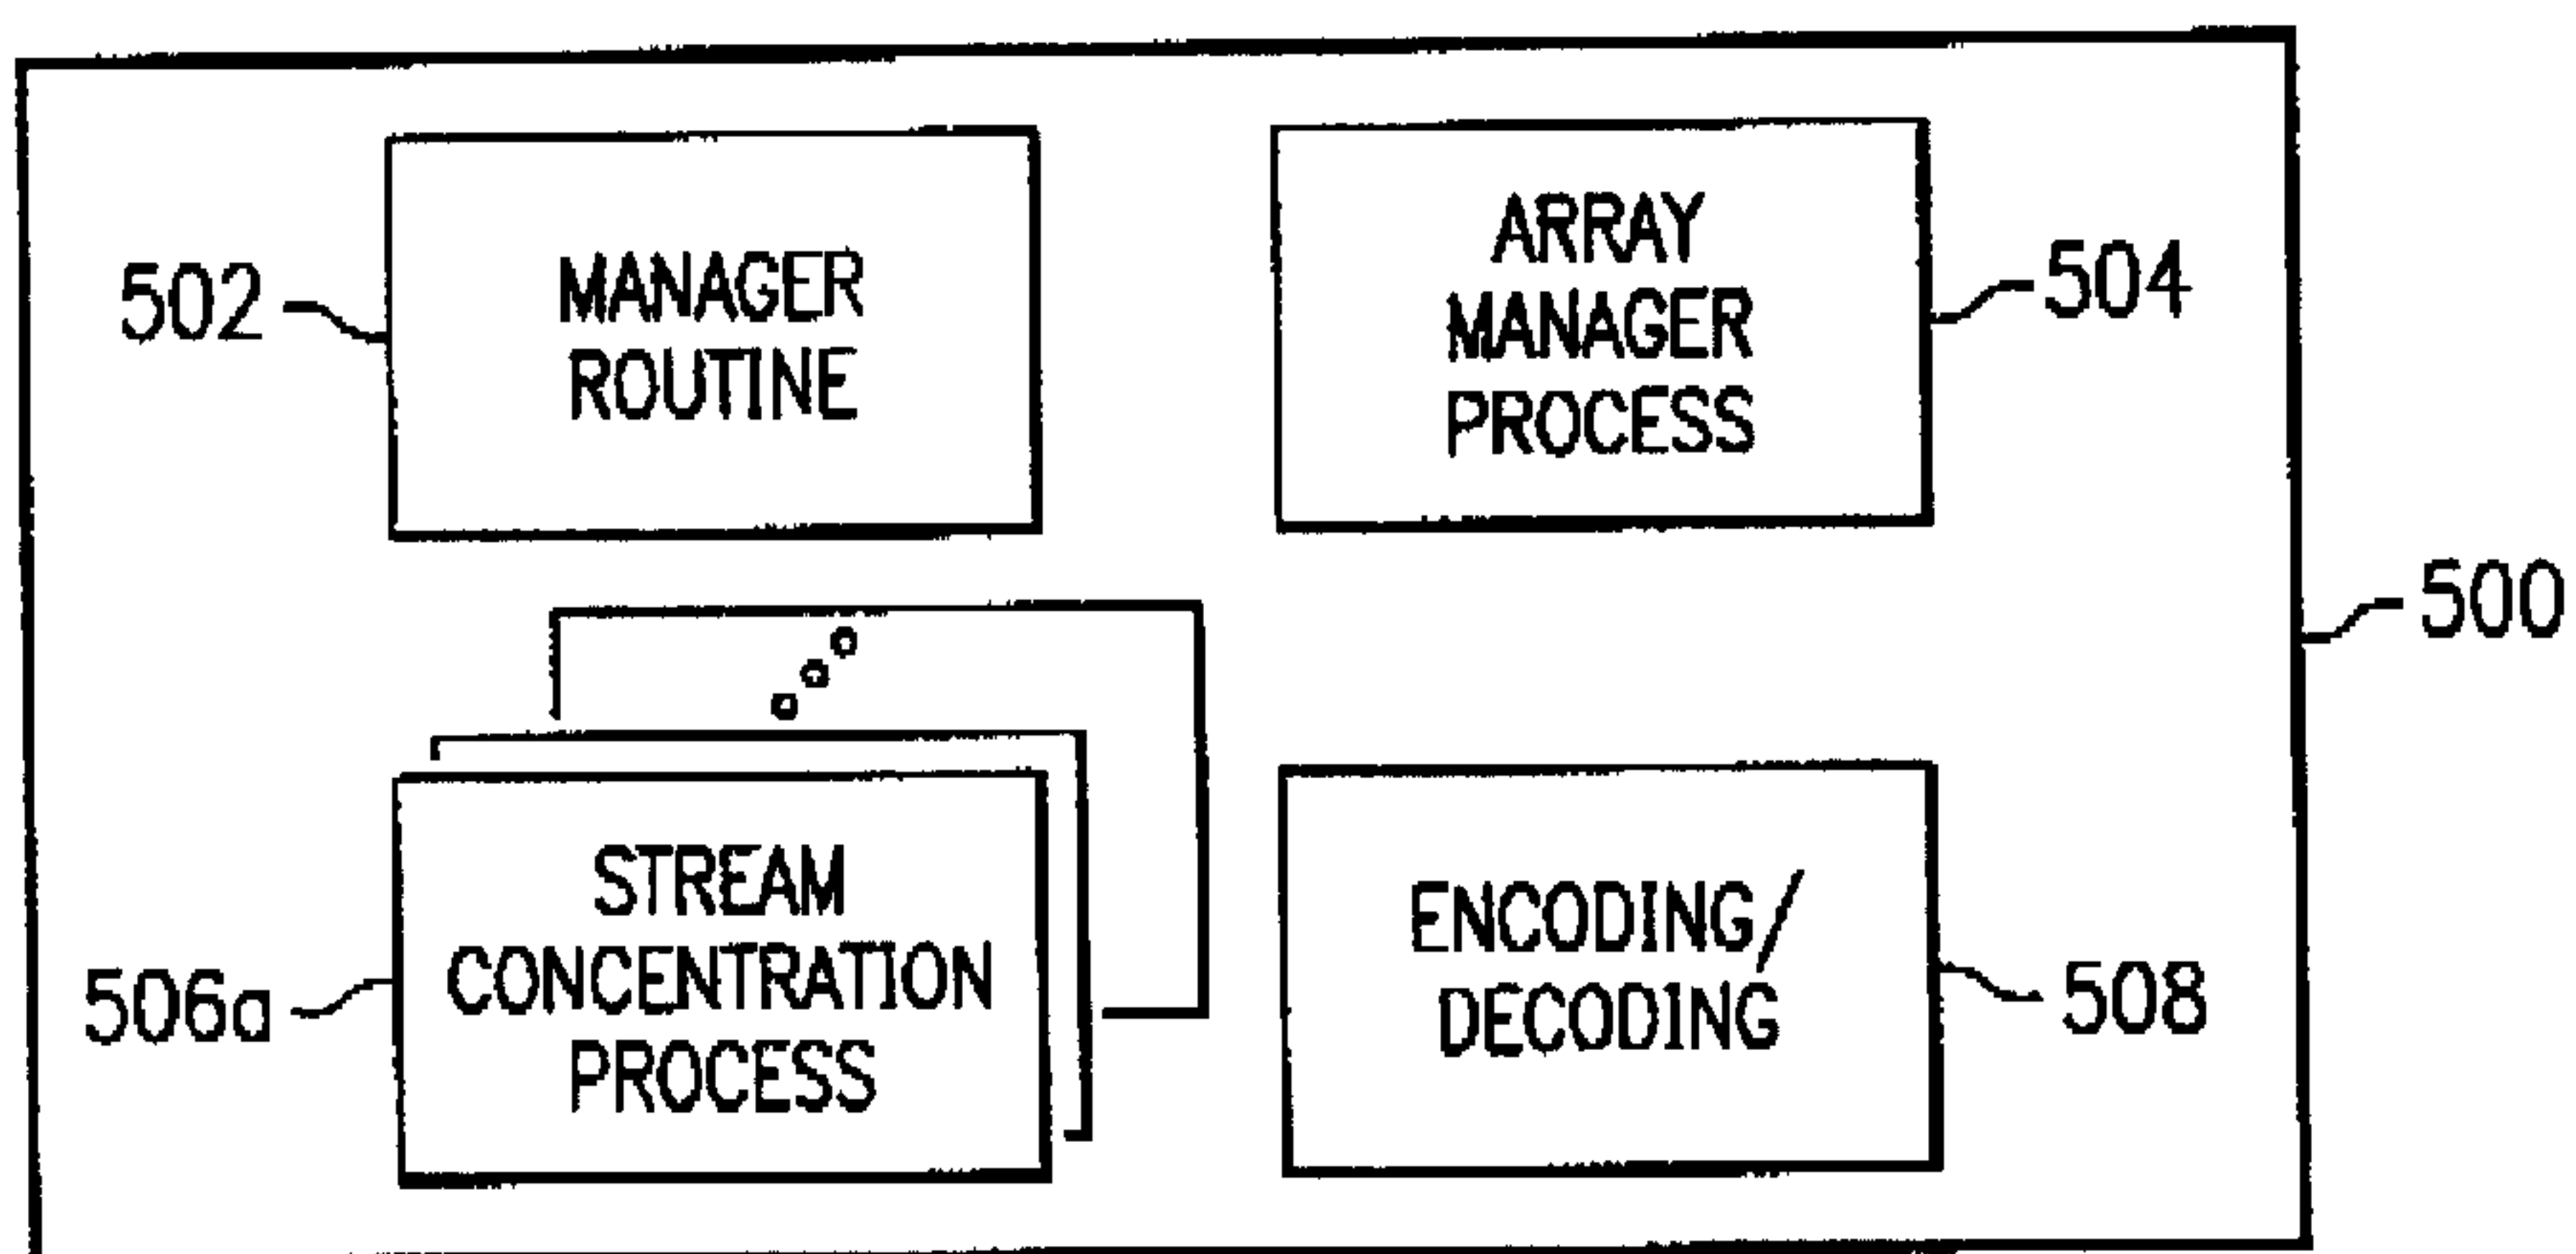 MANAGER
ROUTINE
502
ARRAY
MANAGER
PROCESS
504
500
STREAM
CONCENTRATION
PROCESS
506a
ENCODING/
DECODING
508